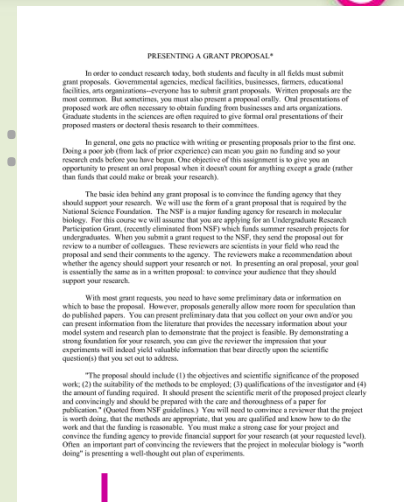 PRESENTING A GRANT PROPOSAL*
In order to conduct research today, both students and faculty in all fields must submit
grant proposals. Governmental agencies, medical facilities, businesses, farmers, educational
facilities, arts organizations--everyone has to submit grant proposals. Written proposals are the
most common. But sometimes, you must also present a proposal orally. Oral presentations of
proposed work are often necessary to obtain funding from businesses and arts organizations.
Graduate students in the sciences are often required to give formal oral presentations of their
proposed masters or doctoral thesis research to their committees.
In general, one gets no practice with writing or presenting proposals prior to the first one.
Doing a poor job (from lack of prior experience) can mean you gain no funding and so your
research ends before you have begun. One objective of this assignment is to give you an
opportunity to present an oral proposal when it doesn't count for anything except a grade (rather
than funds that could make or break your research).
The basic idea behind any grant proposal is to convince the funding agency that they
should support your research. We will use the form of a grant proposal that is required by the
National Science Foundation. The NSF is a major funding agency for research in molecular
biology. For this course we will assume that you are applying for an Undergraduate Research
Participation Grant, (recently eliminated from NSF) which funds summer research projects for
undergraduates. When you submit a grant request to the NSF, they send the proposal out for
review to a number of colleagues. These reviewers are scientists in your field who read the
proposal and send their comments to the agency. The reviewers make a recommendation about
whether the agency should support your research or not. In presenting an oral proposal, your goal
is essentially the same as in a written proposal: to convince your audience that they should
support your research.
With most grant requests, you need to have some preliminary data or information on
which to base the proposal. However, proposals generally allow more room for speculation than
do published papers. You can present preliminary data that you collect on your own and/or you
can present information from the literature that provides the necessary information about your
model system and research plan to demonstrate that the project is feasible. By demonstrating a
strong foundation for your research, you can give the reviewer the impression that your
experiments will indeed yield valuable information that bear directly upon the scientific
question(s) that you set out to address.
"The proposal should include (1) the objectives and scientific significance of the proposed
work; (2) the suitability of the methods to be employed; (3) qualifications of the investigator and (4)
the amount of funding required. It should present the scientific merit of the proposed project clearly
and convincingly and should be prepared with the care and thoroughness of a paper for
publication." (Quoted from NSF guidelines.) You will need to convince a reviewer that the project
is worth doing, that the methods are appropriate, that you are qualified and know how to do the
work and that the funding is reasonable. You must make a strong case for your project and
convince the funding agency to provide financial support for your research (at your requested level).
Often an important part of convincing the reviewers that the project in molecular biology is "worth
doing" is presenting a well-thought out plan of experiments.